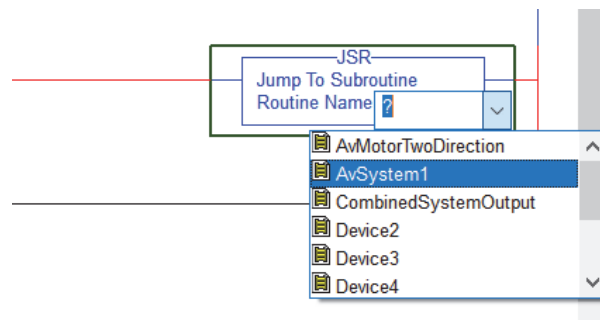 JSR
Jump To Subroutine
Routine Name ?
AvMotorTwoDirection
AvSystem1
CombinedSystemOutput
Device2
Device3
Device4